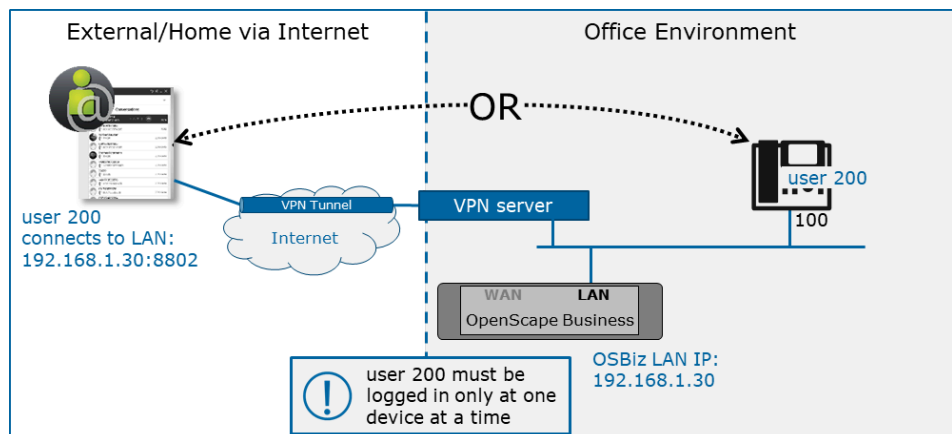 External/Home via Internet
Office Environment
OR
@
user 200
100
VPN Tunnel
VPN server
Internet
user 200
connects to LAN:
192.168.1.30:8802
WAN LAN
OpenScape Business
OSBiz LAN IP:
192.168.1.30
! user 200 must be
logged in only at one
device at a time